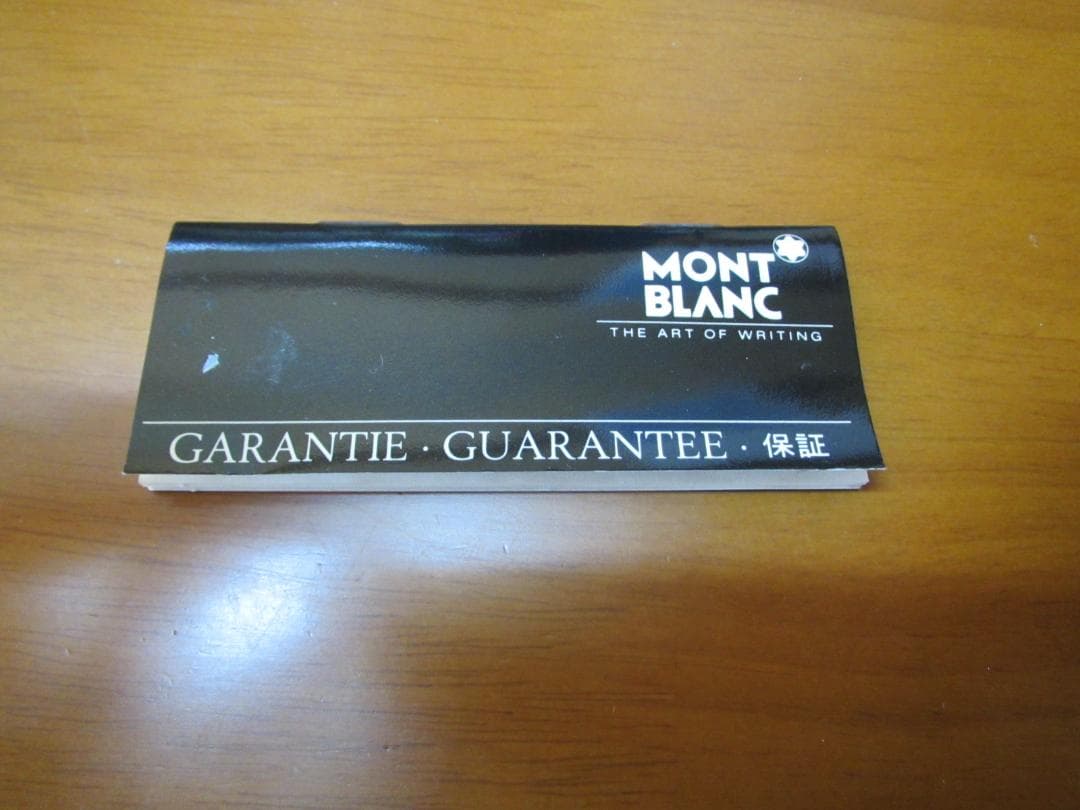 MONT
BLANC
THE ART OF WRITING
GARANTIE · GUARANTEE · 保証